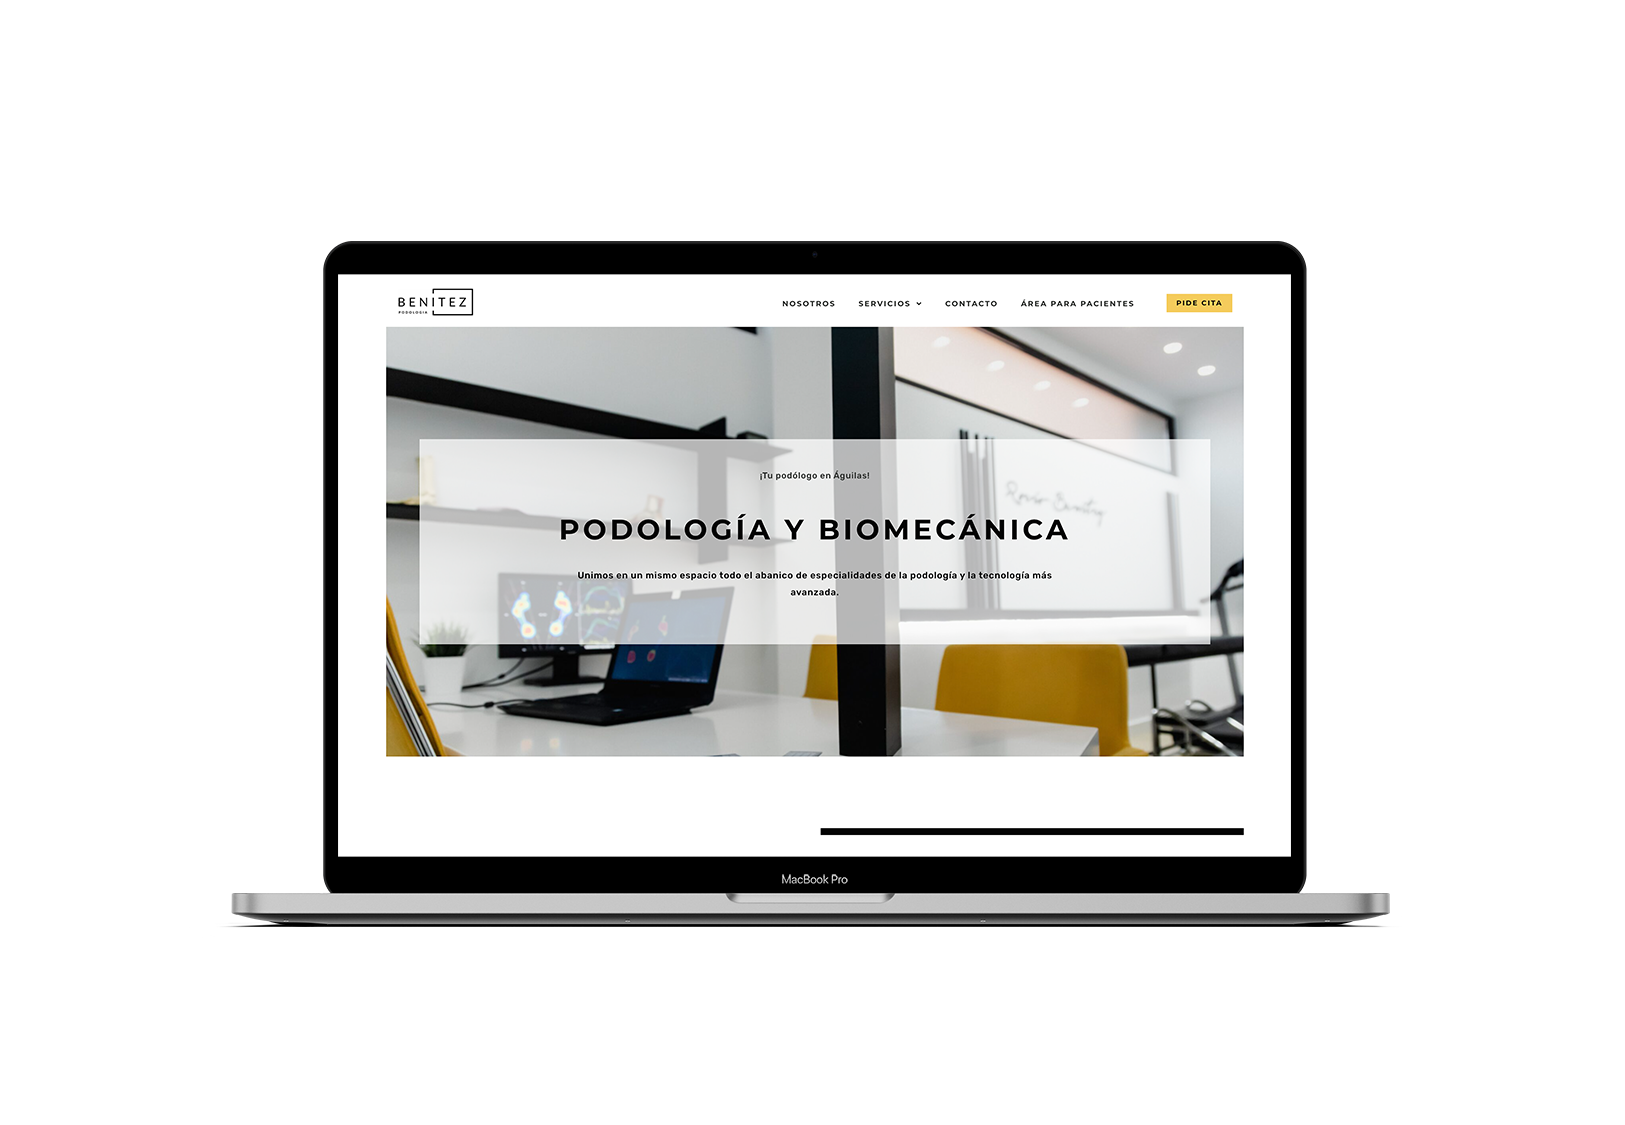 BENITEZ
PODOLOGÍA
NOSOTROS SERVICIOS CONTACTO ÁREA PARA PACIENTES PIDE CITA
¡Tu podólogo en Águilas!
PODOLOGÍA Y BIOMECÁNICA
Unimos en un mismo espacio todo el abanico de especialidades de la podología y la tecnología más
avanzada.
MacBook Pro